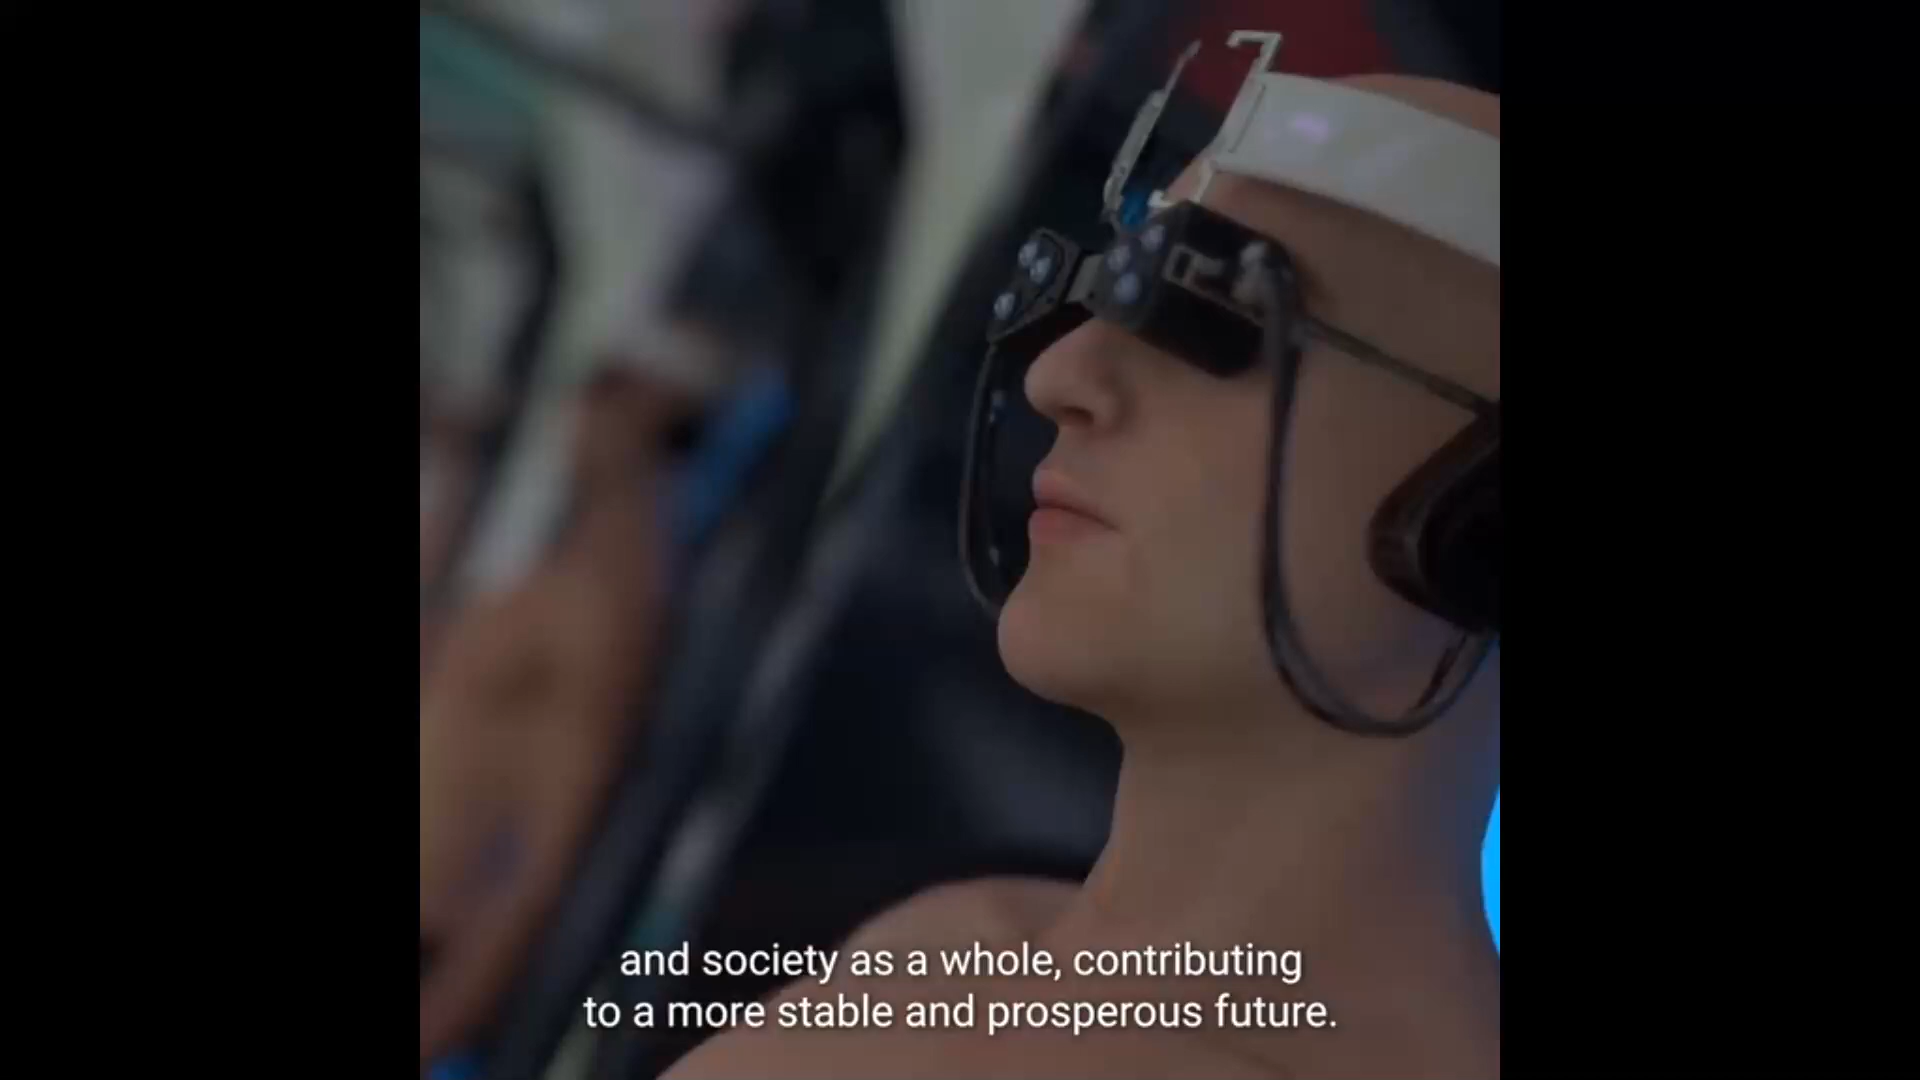 and society as a whole, contributing
to a more stable and prosperous future.